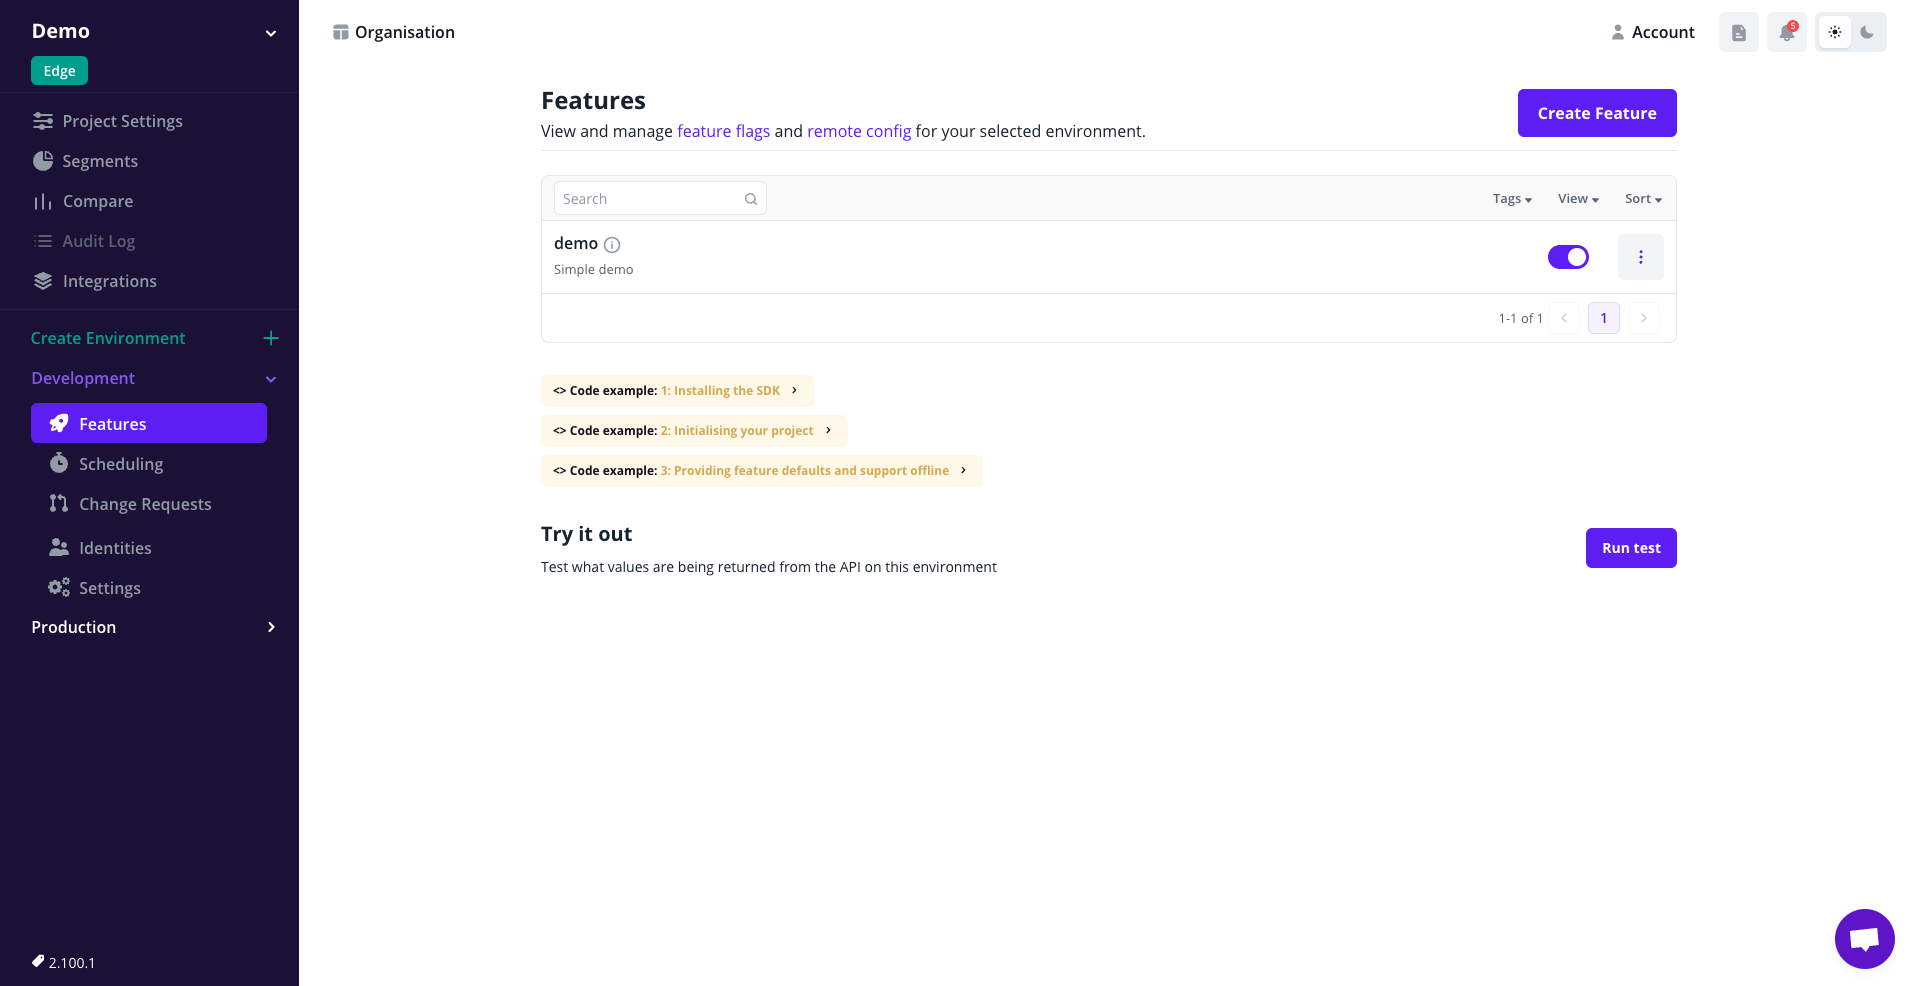 Demo
Edge
Project Settings
Segments
Compare
Audit Log
Integrations
Create Environment
Development
Features
Scheduling
Change Requests
Identities
Settings
Production
2.100.1
Organisation
Account
5
Features
View and manage feature flags and remote config for your selected environment.
Create Feature
Search
Tags
View
Sort
demo
Simple demo
1-1 of 1
1
<> Code example: 1: Installing the SDK
<> Code example: 2: Initialising your project
<> Code example: 3: Providing feature defaults and support offline
Try it out
Test what values are being returned from the API on this environment
Run test